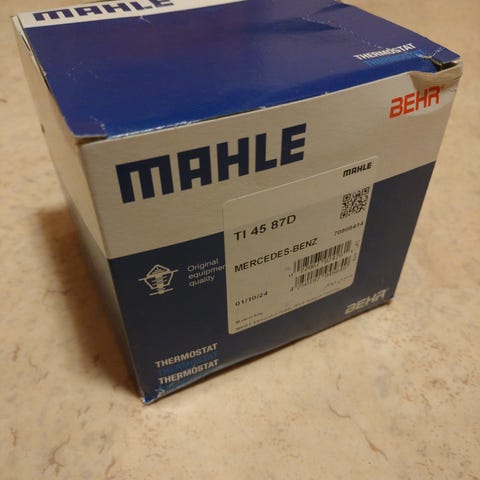 MAHLE
THERMOSTAT
THERMOSTAT
BEHR
MAHLE
MAHLE
TI 45 87D
70808414
MERCEDES-BENZ
01/10/24
Original
equipment
quality
BEHR
THERMOSTAT
THERMOSTAT
THERMOSTAT